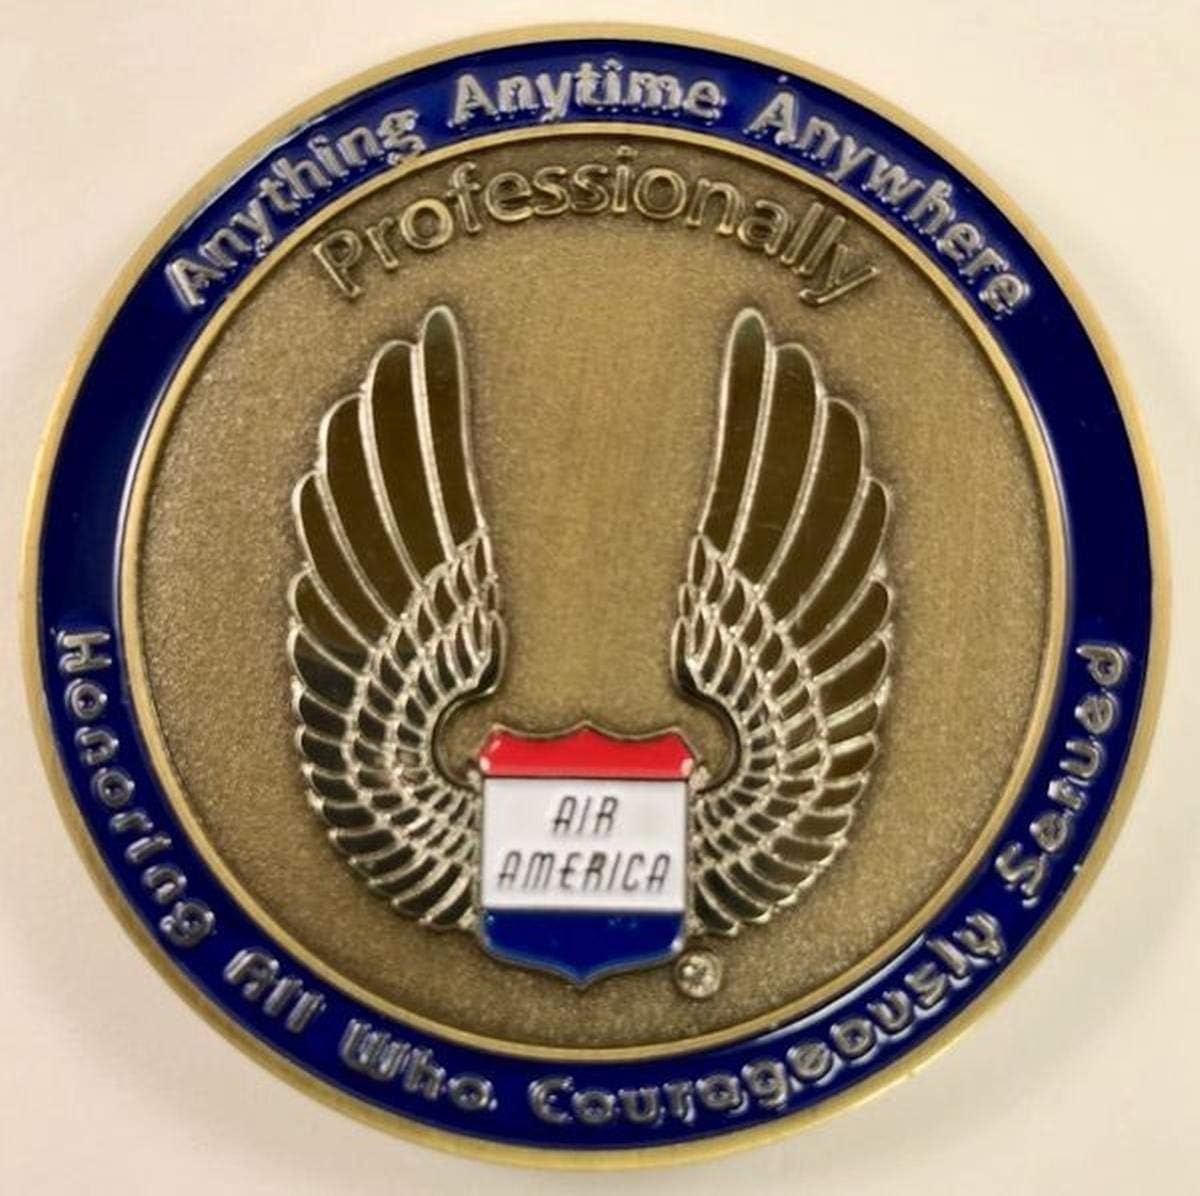 Anything Anytime Anywhere
Professionally
AIR
AMERICA
®
Honoring All Who Courageously Served